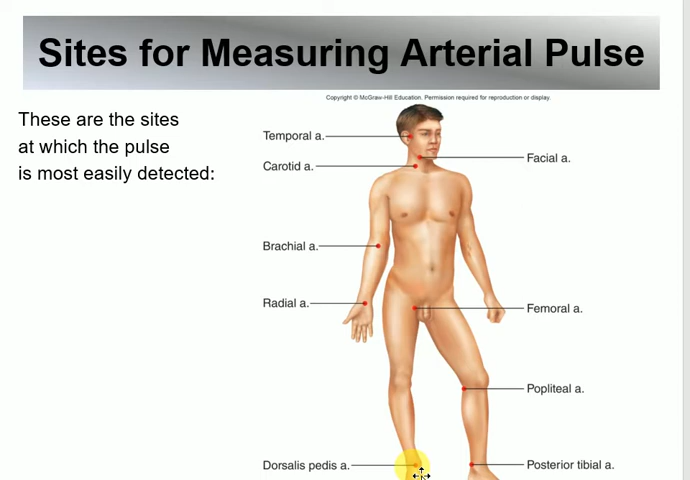 Sites for Measuring Arterial Pulse
Copyright © McGraw-Hill Education. Permission required for reproduction or display.
These are the sites
at which the pulse
is most easily detected:
Temporal a.
Facial a.
Carotid a.
Brachial a.
Radial a.
Femoral a.
Popliteal a.
Dorsalis pedis a.
Posterior tibial a.